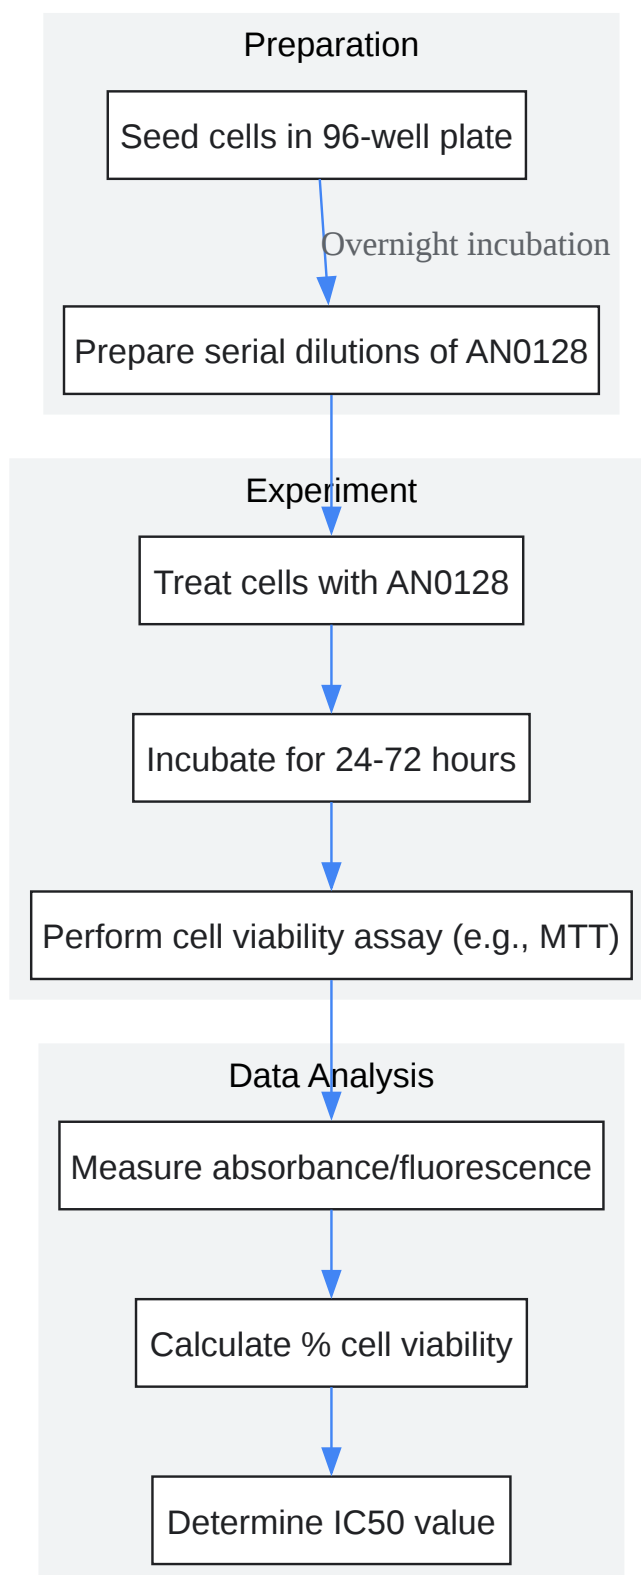 Preparation
Seed cells in 96-well plate
Overnight incubation
Prepare serial dilutions of AN0128
Experiment
Treat cells with AN0128
Incubate for 24-72 hours
Perform cell viability assay (e.g., MTT)
Data Analysis
Measure absorbance/fluorescence
Calculate % cell viability
Determine IC50 value